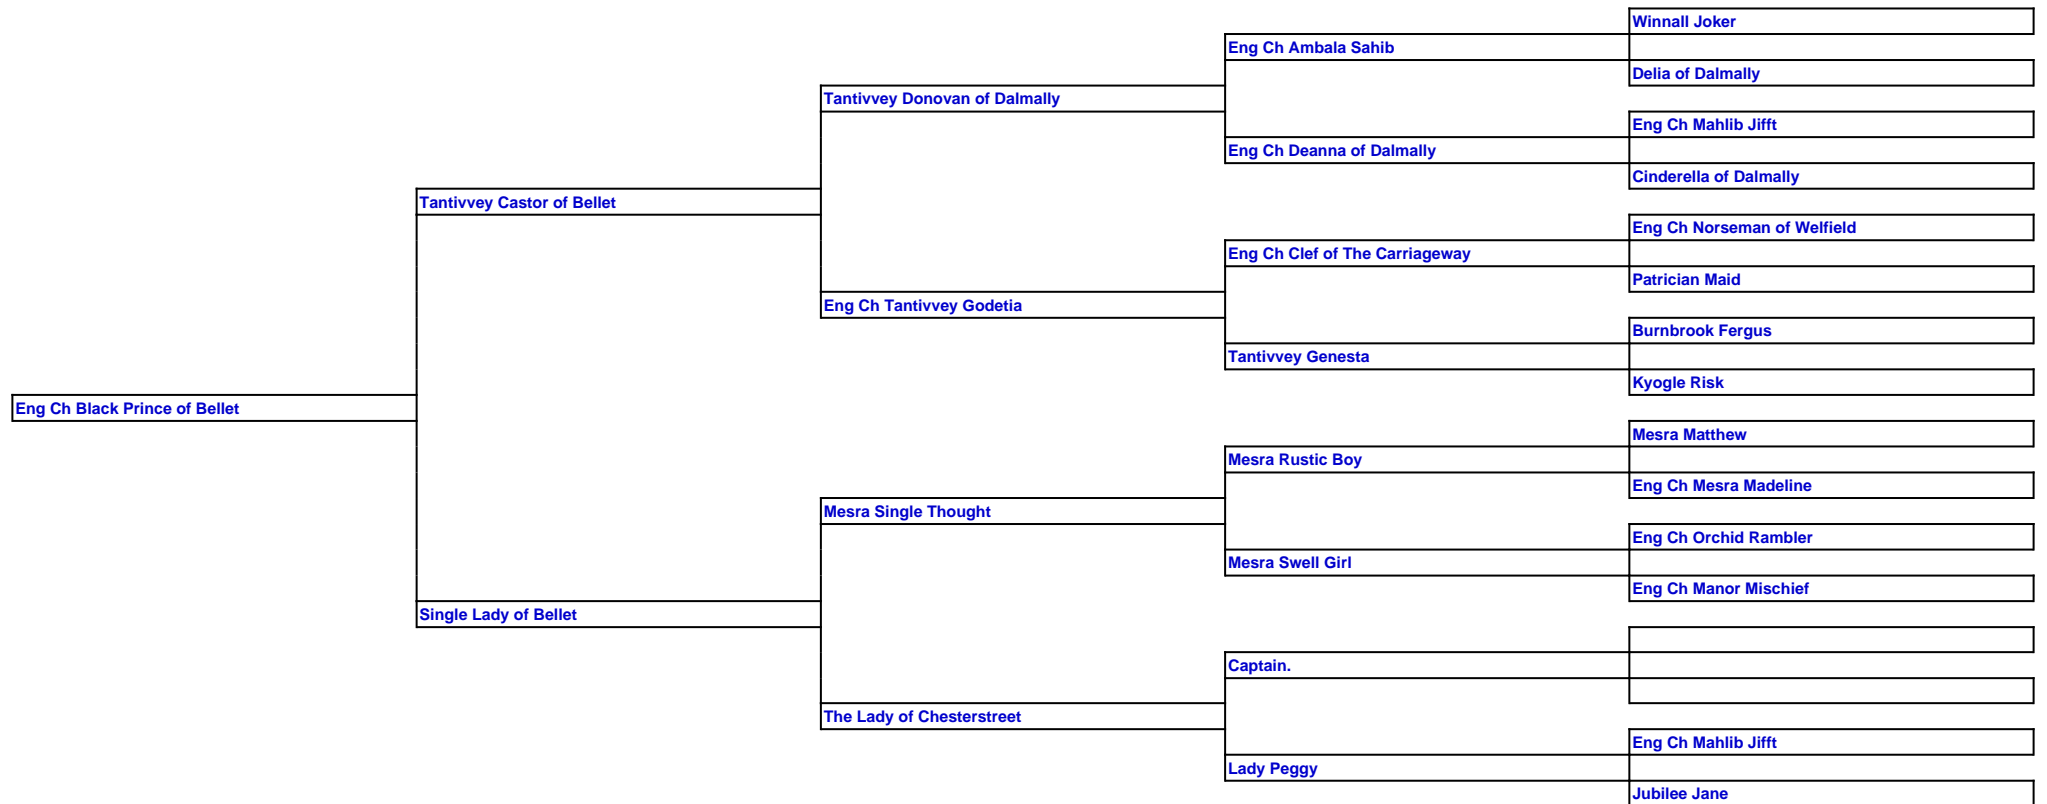 Winnall Joker
Eng Ch Ambala Sahib
Delia of Dalmally
Tantivvey Donovan of Dalmally
Eng Ch Mahlib Jifft
Eng Ch Deanna of Dalmally
Cinderella of Dalmally
Tantivvey Castor of Bellet
Eng Ch Norseman of Welfield
Eng Ch Clef of The Carriageway
Patrician Maid
Eng Ch Tantivvey Godetia
Burnbrook Fergus
Tantivvey Genesta
Kyogle Risk
Eng Ch Black Prince of Bellet
Mesra Matthew
Mesra Rustic Boy
Eng Ch Mesra Madeline
Mesra Single Thought
Eng Ch Orchid Rambler
Mesra Swell Girl
Eng Ch Manor Mischief
Single Lady of Bellet
Captain.
The Lady of Chesterstreet
Eng Ch Mahlib Jifft
Lady Peggy
Jubilee Jane